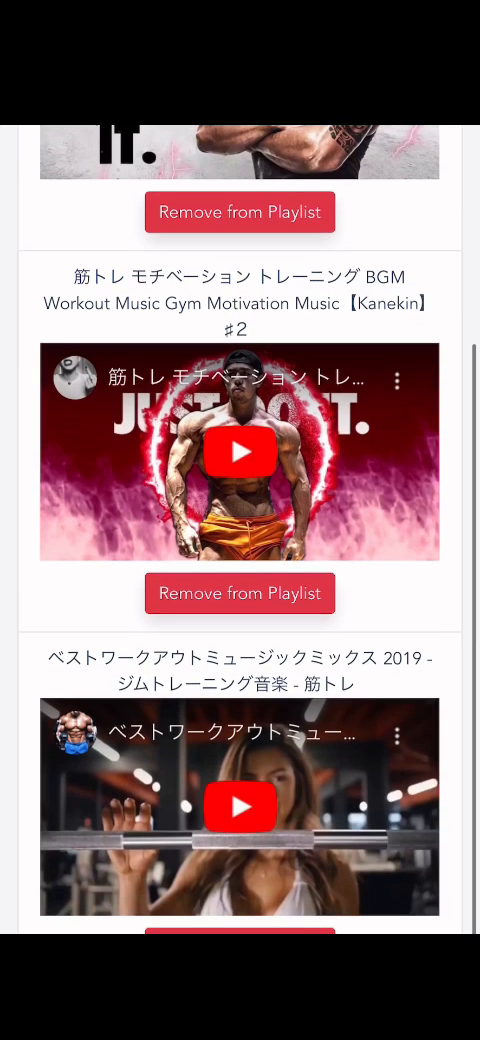 IT.
Remove from Playlist
筋トレ モチベーション トレーニング BGM
Workout Music Gym Motivation Music【Kanekin】
♯2
筋トレ モチベーション トレ...
JUST DO IT.
Remove from Playlist
ベストワークアウトミュージックミックス 2019 -
ジムトレーニング音楽 - 筋トレ
ベストワークアウトミュー...